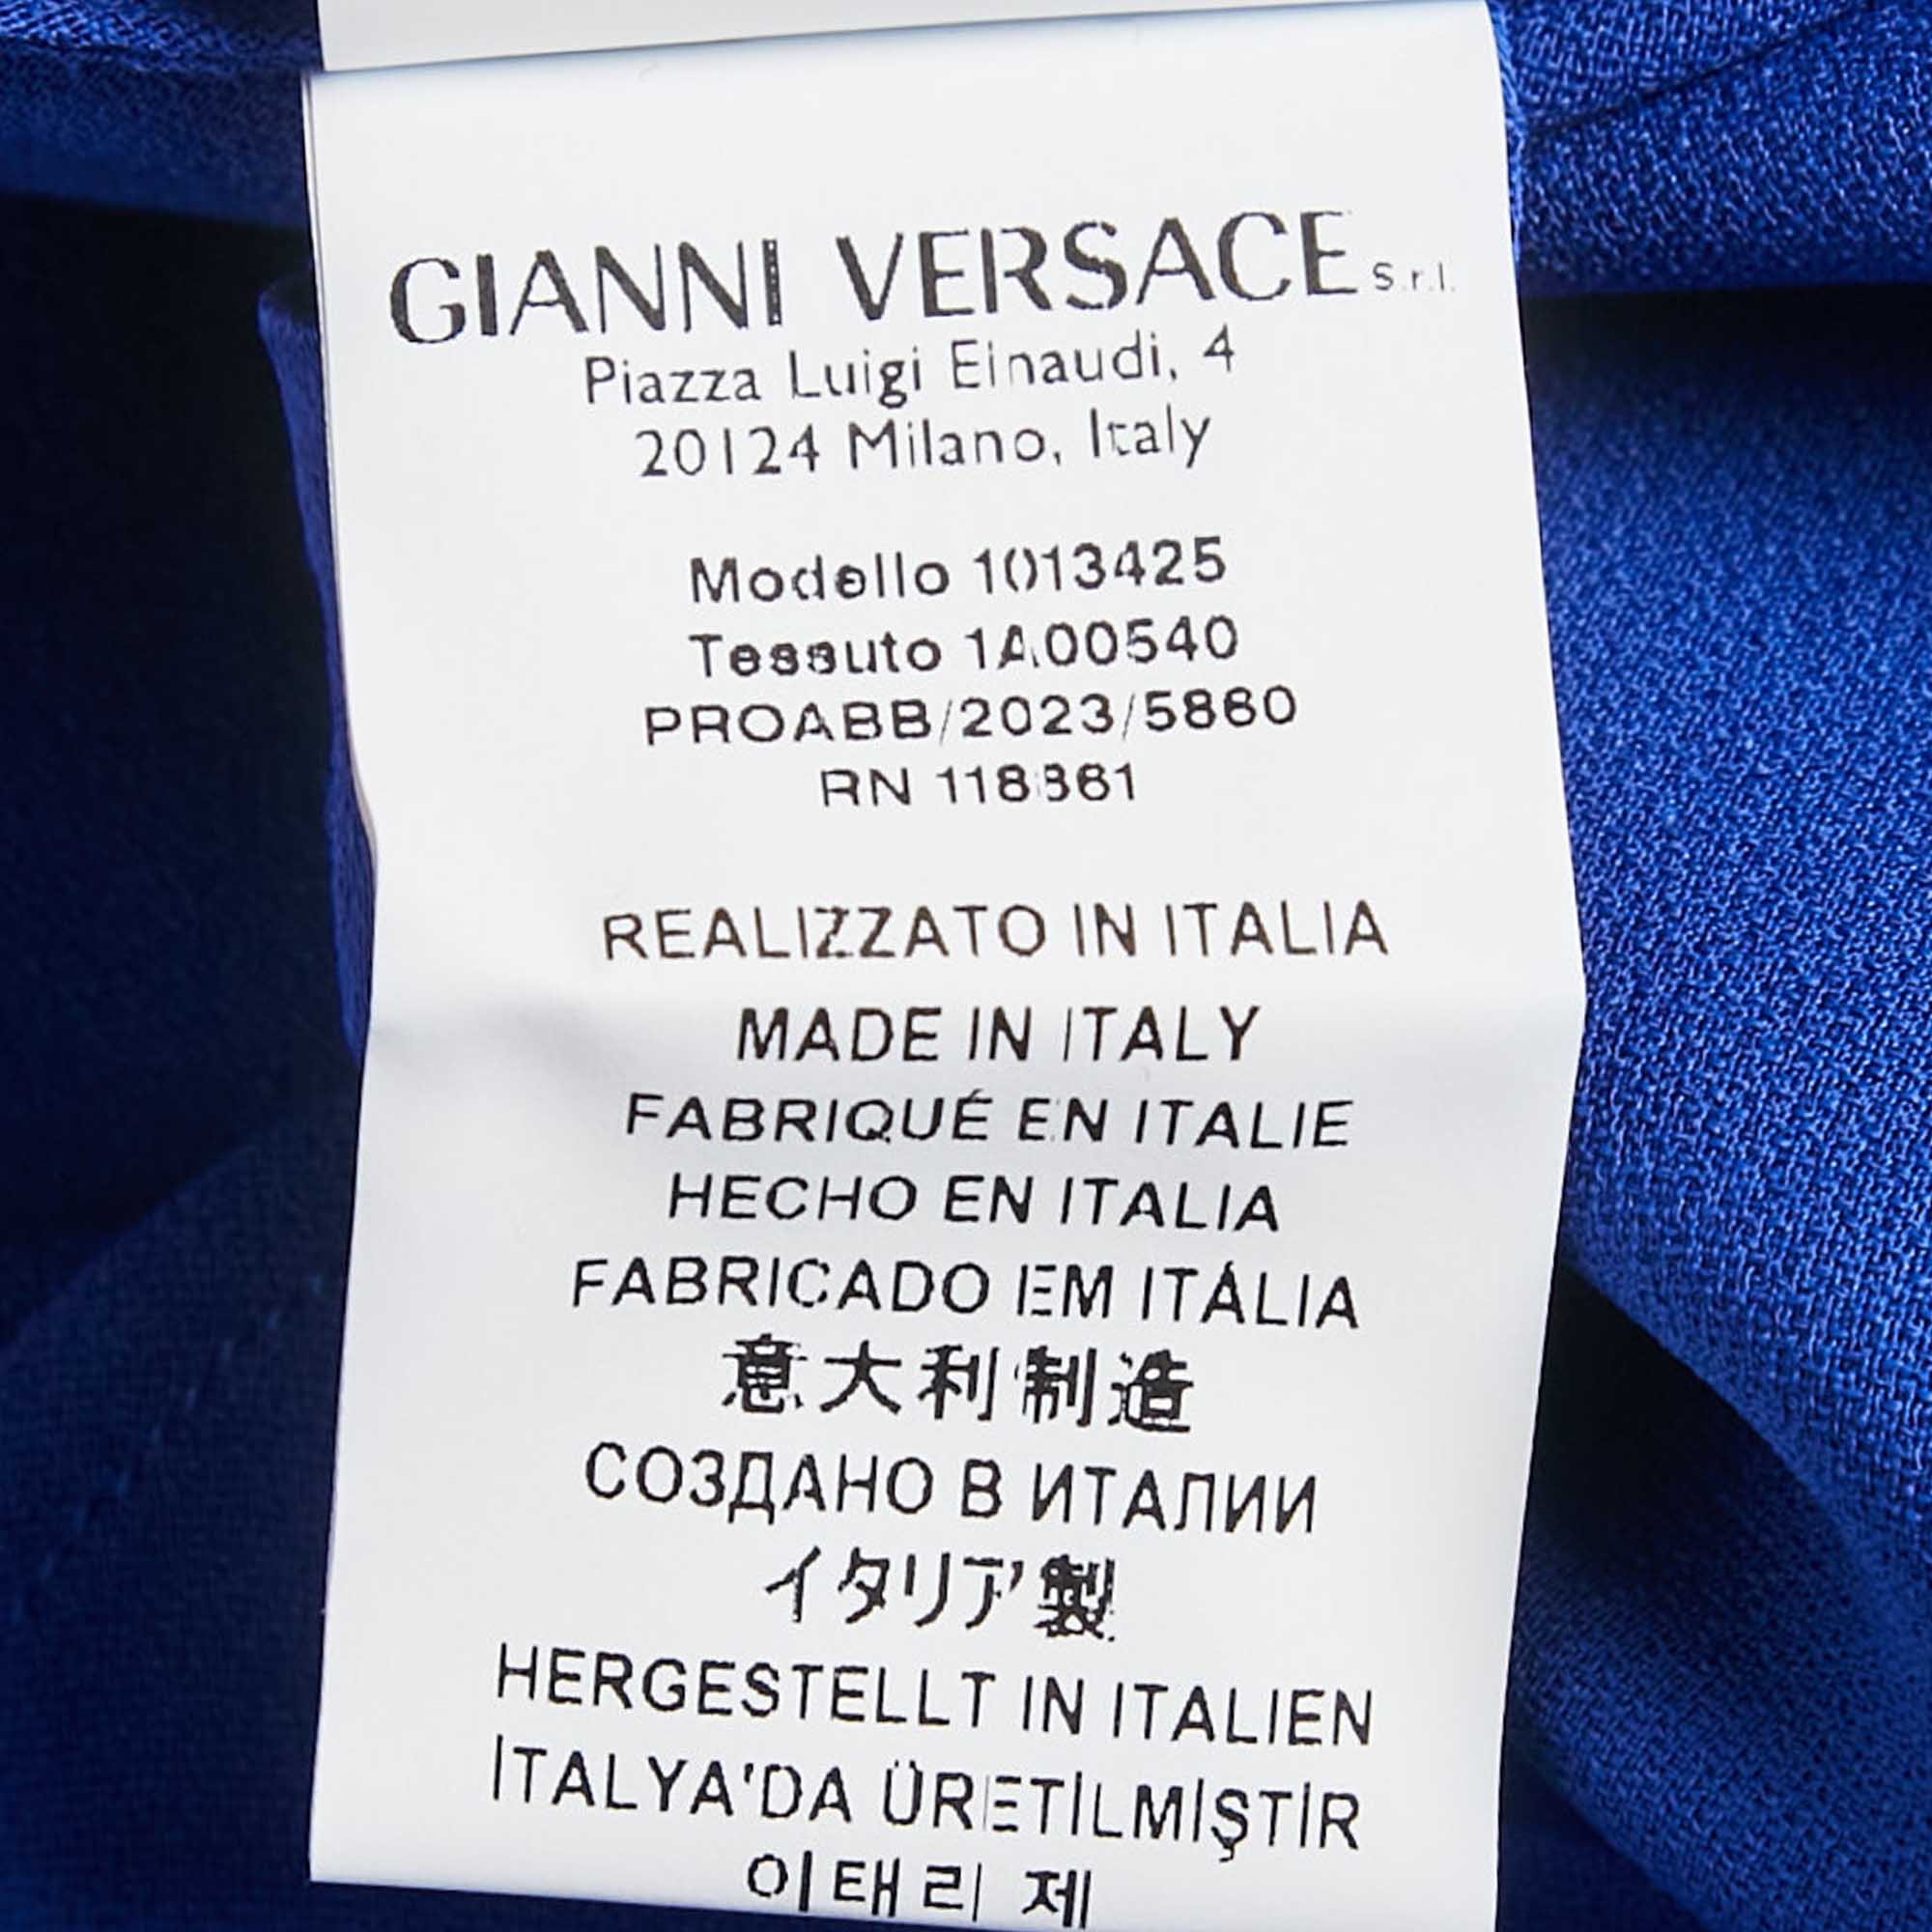 GIANNI VERSACE S.r.l.
Piazza Luigi Einaudi, 4
20124 Milano, Italy
Modello 1013425
Tessuto 1A00540
PROABB/2023/5860
RN 118361
REALIZZATO IN ITALIA
MADE IN ITALY
FABRIQUÉ EN ITALIE
HECHO EN ITALIA
FABRICADO EM ITÁLIA
意大利制造
СОЗДАНО В ИТАЛИИ
イタリア製
HERGESTELLT IN ITALIEN
İTALYA'DA ÜRETİLMİŞTİR
이태리 제